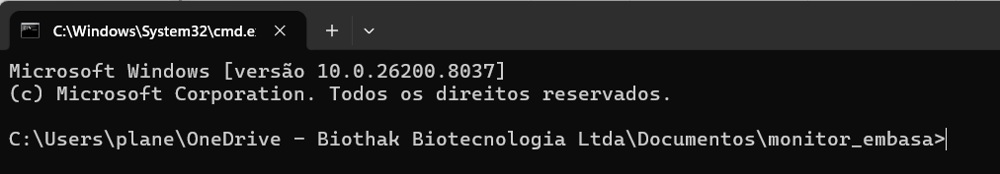 C:\Windows\System32\cmd.e
Microsoft Windows [versão 10.0.26200.8037]
(c) Microsoft Corporation. Todos os direitos reservados.
C:\Users\plane\OneDrive - Biothak Biotecnologia Ltda\Documentos\monitor_embasa>